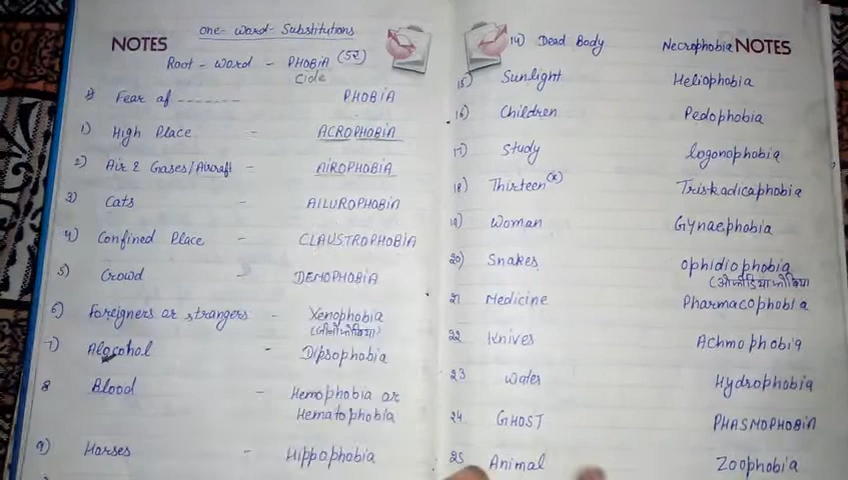 NOTES
One-Word-Substitutions
Root-Word - PHOBIA (52)
Cide
Fear of ------- PHOBIA
1) High Place - ACROPHOBIA
2) Air & Gases/Aircraft - AIROPHOBIA
3) Cats - AILUROPHOBIA
4) Confined Place - CLAUSTROPHOBIA
5) Crowd - DEMOPHOBIA
6) Foreigners or strangers - Xenophobia
(जीनोफोबिया)
7) Alocohol - Dipsophobia
8 Blood - Hemophobia or
Hematophobia
9) Horses - Hippophobia
14) Dead Body Necrophobia NOTES
15) Sunlight Heliophobia
16) Children Pedophobia
17) Study Logonophobia
18) Thirteen (*) Triskadicaphobia
19) Woman Gynaephobia
20) Snakes Ophidiophobia
(ओफीडियोफोबिया
21 Medicine Pharmacophobia
22 Knives Achmophobia
23 Water Hydrophobia
24 GHOST PHASMOPHOBIA
25 Animal Zoophobia